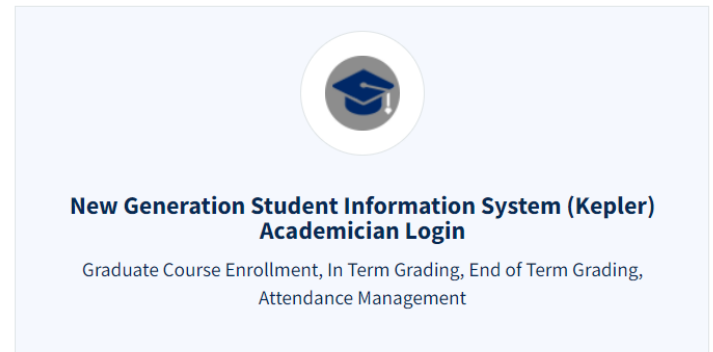 New Generation Student Information System (Kepler)
Academician Login
Graduate Course Enrollment, In Term Grading, End of Term Grading,
Attendance Management